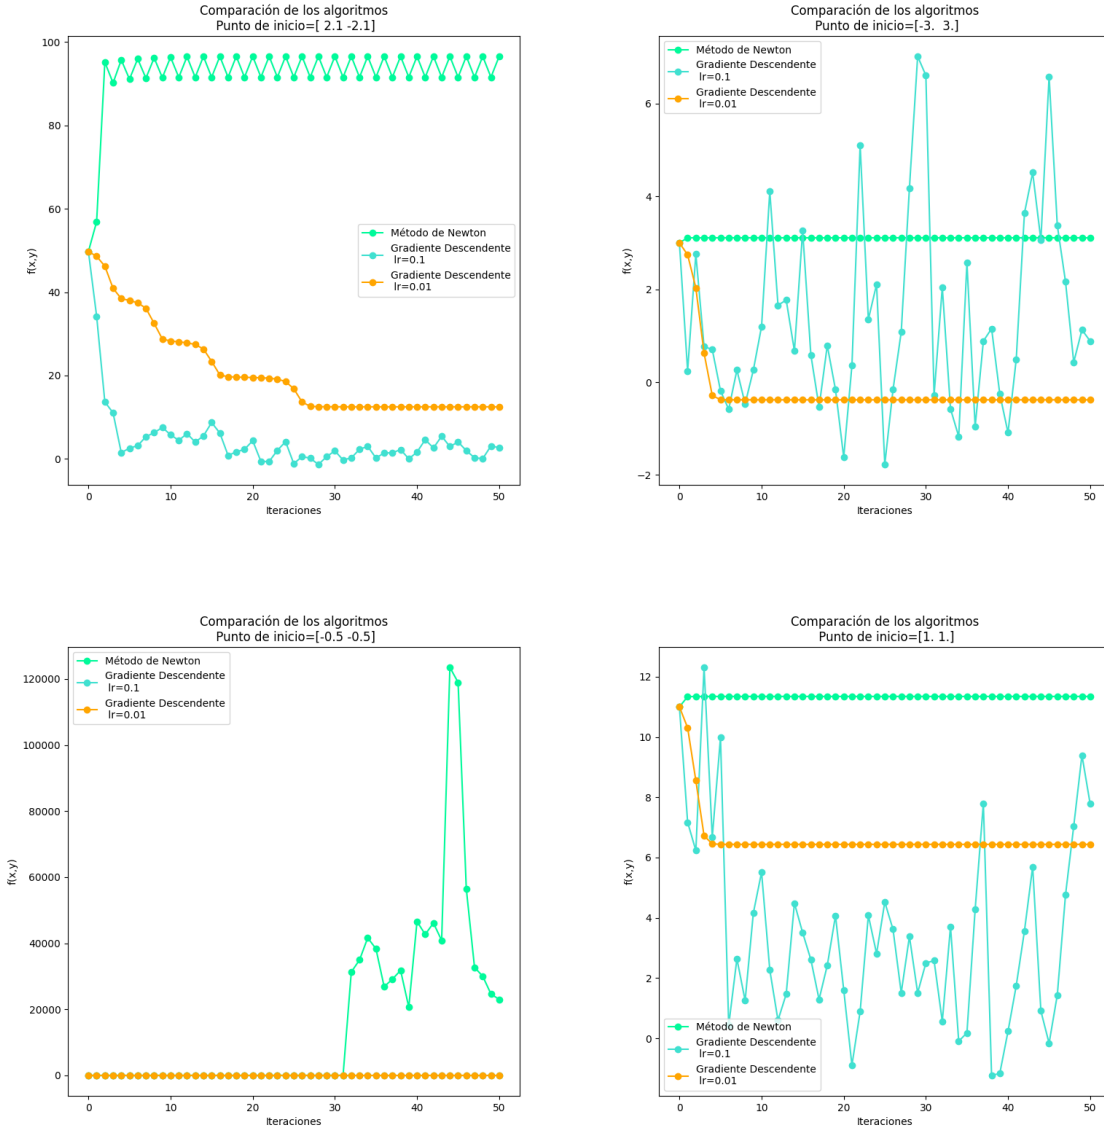 Comparación de los algoritmos
Punto de inicio=[ 2.1 -2.1]
100
80
60
40
20
0
f(x,y)
Método de Newton
Gradiente Descendente
lr=0.1
Gradiente Descendente
lr=0.01
0 10 20 30 40 50
Iteraciones
Comparación de los algoritmos
Punto de inicio=[-3. 3.]
Método de Newton
Gradiente Descendente
lr=0.1
Gradiente Descendente
lr=0.01
6
4
2
0
−2
f(x,y)
0 10 20 30 40 50
Iteraciones
Comparación de los algoritmos
Punto de inicio=[-0.5 -0.5]
Método de Newton
Gradiente Descendente
lr=0.1
Gradiente Descendente
lr=0.01
120000
100000
80000
60000
40000
20000
0
f(x,y)
0 10 20 30 40 50
Iteraciones
Comparación de los algoritmos
Punto de inicio=[1. 1.]
12
10
8
6
4
2
0
f(x,y)
Método de Newton
Gradiente Descendente
lr=0.1
Gradiente Descendente
lr=0.01
0 10 20 30 40 50
Iteraciones